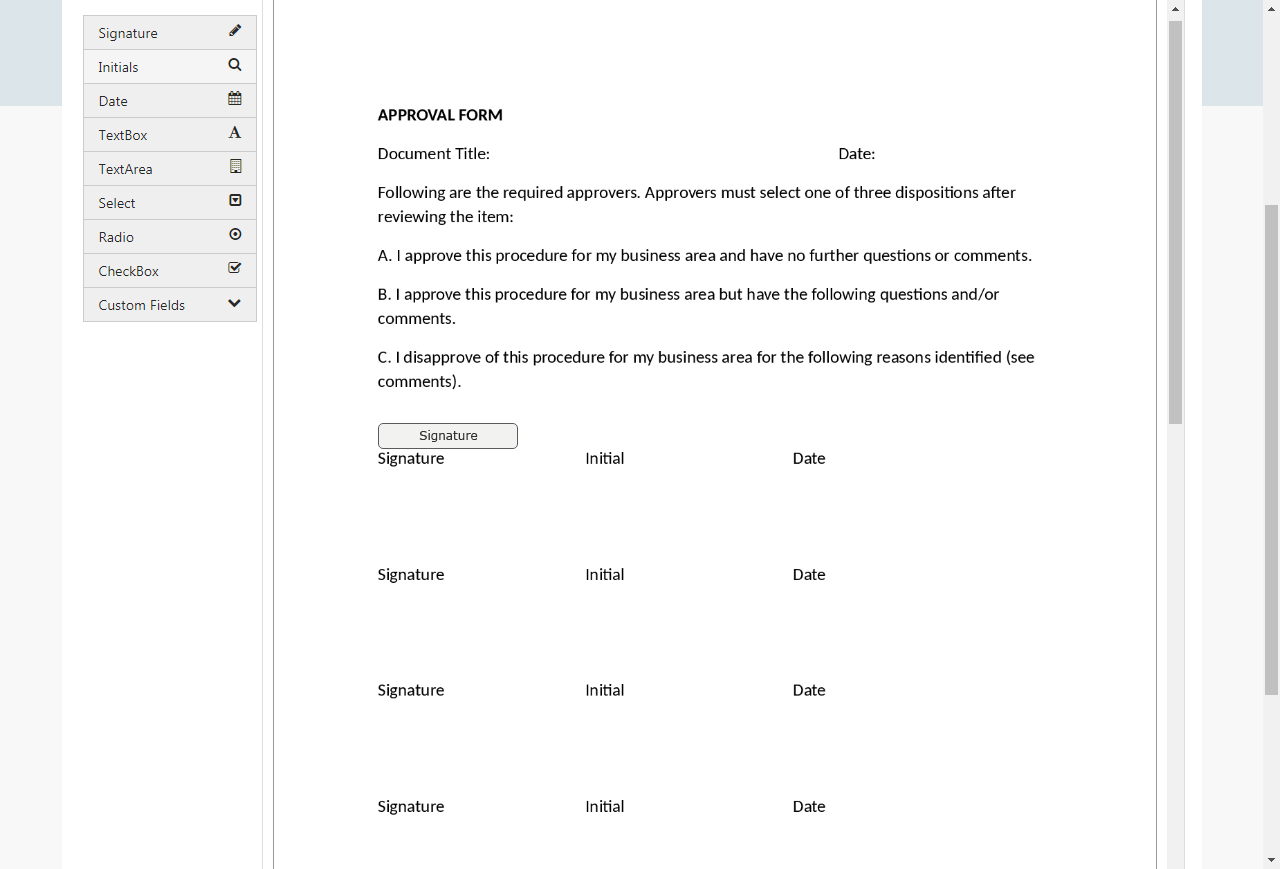 Signature
Initials
Date
TextBox
TextArea
Select
Radio
CheckBox
Custom Fields
APPROVAL FORM
Document Title: Date:
Following are the required approvers. Approvers must select one of three dispositions after
reviewing the item:
A. I approve this procedure for my business area and have no further questions or comments.
B. I approve this procedure for my business area but have the following questions and/or
comments.
C. I disapprove of this procedure for my business area for the following reasons identified (see
comments).
Signature
Signature Initial Date
Signature Initial Date
Signature Initial Date
Signature Initial Date